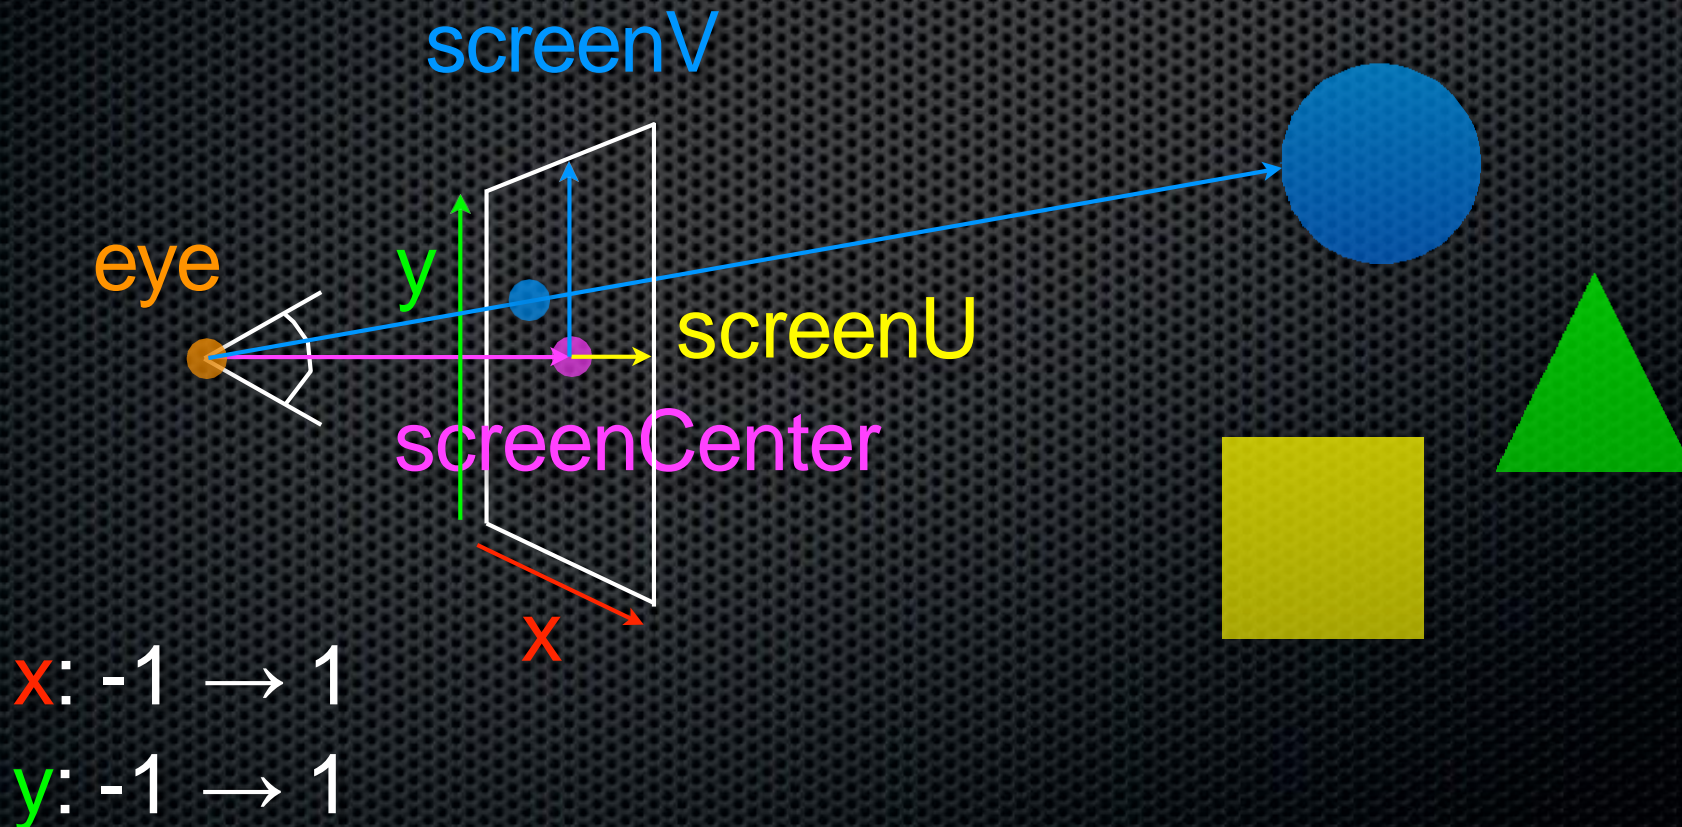 screenV
eye
y
screenU
screenCenter
x
x: -1 → 1
y: -1 → 1